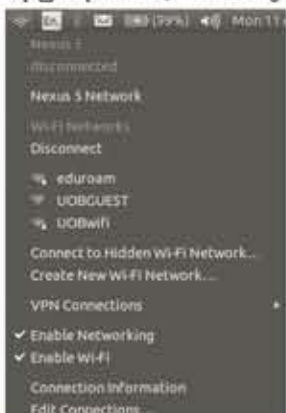 (99%) Mon 11
Nexus 5
disconnected
Nexus 5 Network
Wi-Fi Networks
Disconnect
eduroam
UOBGUEST
UOBwifi
Connect to Hidden Wi-Fi Network...
Create New Wi-Fi Network...
VPN Connections
Enable Networking
Enable Wi-Fi
Connection Information
Edit Connections...